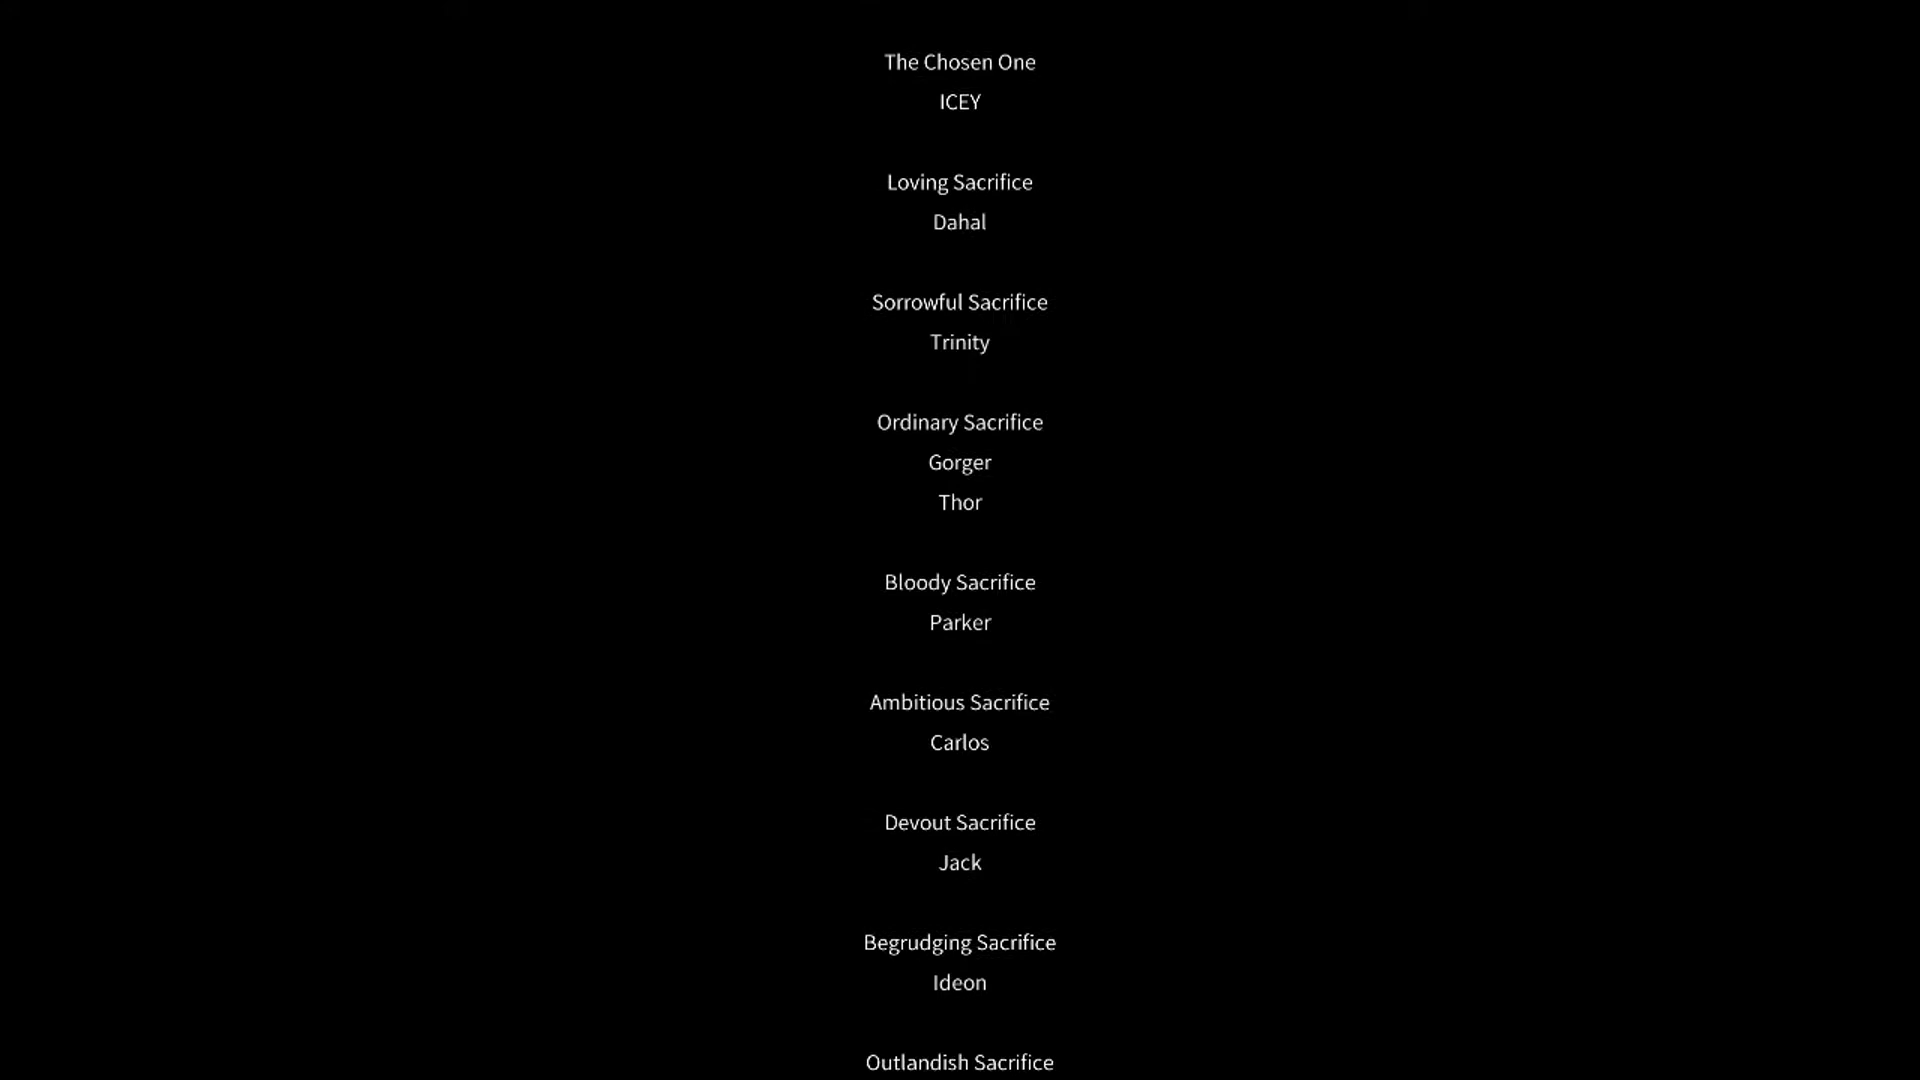 The Chosen One
ICEY
Loving Sacrifice
Dahal
Sorrowful Sacrifice
Trinity
Ordinary Sacrifice
Gorger
Thor
Bloody Sacrifice
Parker
Ambitious Sacrifice
Carlos
Devout Sacrifice
Jack
Begrudging Sacrifice
Ideon
Outlandish Sacrifice